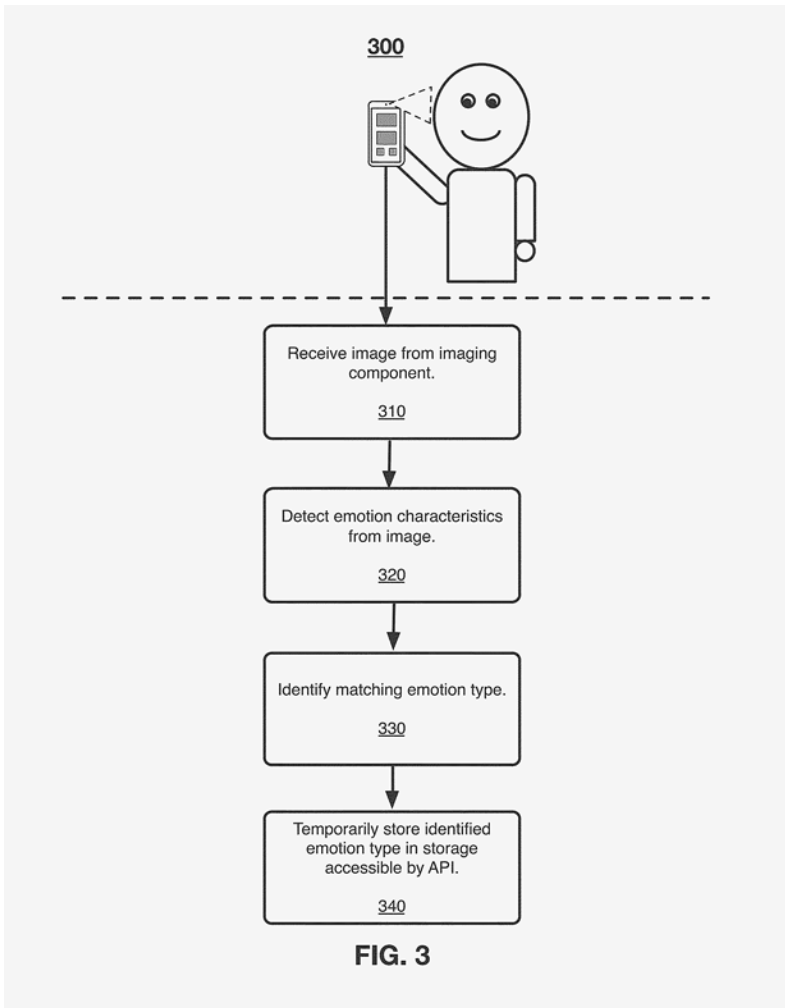 300
Receive image from imaging
component.
310
Detect emotion characteristics
from image.
320
Identify matching emotion type.
330
Temporarily store identified
emotion type in storage
accessible by API.
340
FIG. 3